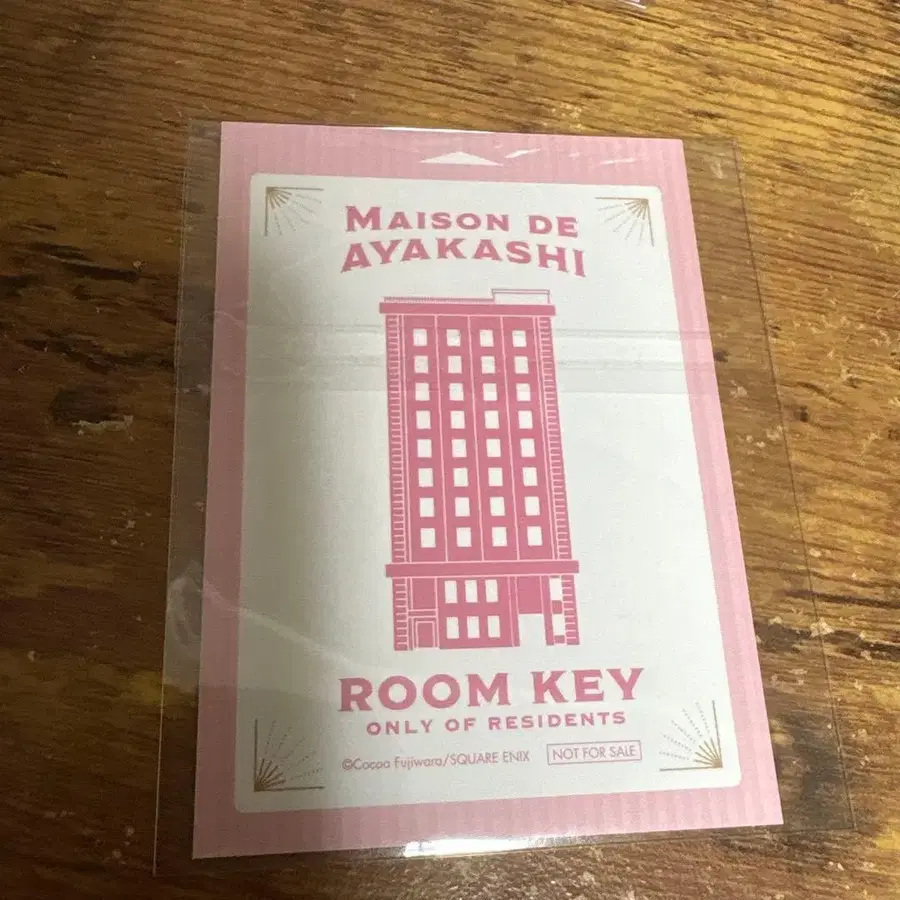 MAISON DE
AYAKASHI
ROOM KEY
ONLY OF RESIDENTS
©Cocoa Fujiwara/SQUARE ENIX NOT FOR SALE